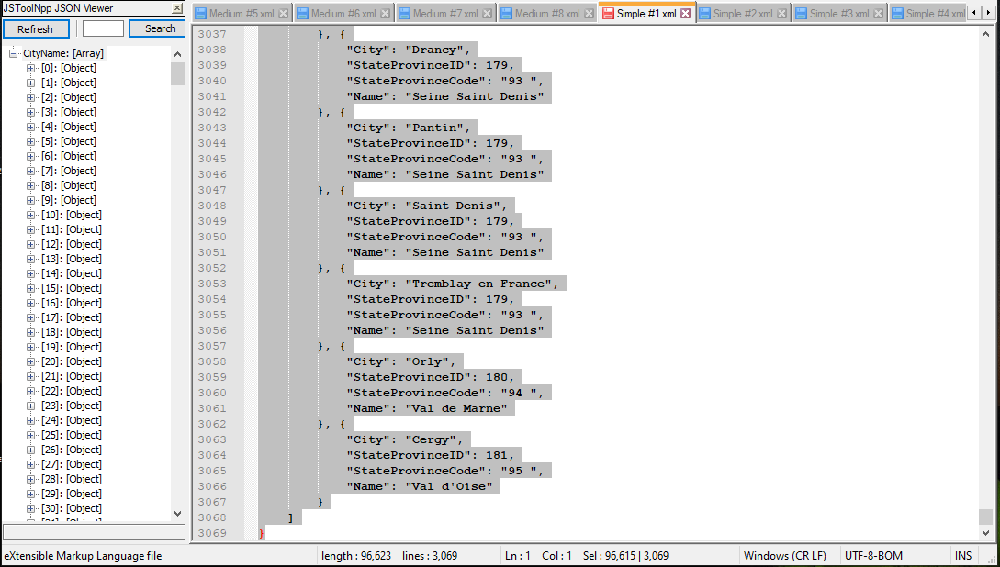 JSToolNpp JSON Viewer
Refresh
Search
CityName: [Array]
[0]: [Object]
[1]: [Object]
[2]: [Object]
[3]: [Object]
[4]: [Object]
[5]: [Object]
[6]: [Object]
[7]: [Object]
[8]: [Object]
[9]: [Object]
[10]: [Object]
[11]: [Object]
[12]: [Object]
[13]: [Object]
[14]: [Object]
[15]: [Object]
[16]: [Object]
[17]: [Object]
[18]: [Object]
[19]: [Object]
[20]: [Object]
[21]: [Object]
[22]: [Object]
[23]: [Object]
[24]: [Object]
[25]: [Object]
[26]: [Object]
[27]: [Object]
[28]: [Object]
[29]: [Object]
[30]: [Object]
Medium #5.xml Medium #6.xml Medium #7.xml Medium #8.xml Simple #1.xml Simple #2.xml Simple #3.xml Simple #4.xml
3037 }, {
3038 "City": "Drancy",
3039 "StateProvinceID": 179,
3040 "StateProvinceCode": "93 ",
3041 "Name": "Seine Saint Denis"
3042 }, {
3043 "City": "Pantin",
3044 "StateProvinceID": 179,
3045 "StateProvinceCode": "93 ",
3046 "Name": "Seine Saint Denis"
3047 }, {
3048 "City": "Saint-Denis",
3049 "StateProvinceID": 179,
3050 "StateProvinceCode": "93 ",
3051 "Name": "Seine Saint Denis"
3052 }, {
3053 "City": "Tremblay-en-France",
3054 "StateProvinceID": 179,
3055 "StateProvinceCode": "93 ",
3056 "Name": "Seine Saint Denis"
3057 }, {
3058 "City": "Orly",
3059 "StateProvinceID": 180,
3060 "StateProvinceCode": "94 ",
3061 "Name": "Val de Marne"
3062 }, {
3063 "City": "Cergy",
3064 "StateProvinceID": 181,
3065 "StateProvinceCode": "95 ",
3066 "Name": "Val d'Oise"
3067 }
3068 ]
3069 }
eXtensible Markup Language file length : 96,623 lines : 3,069 Ln : 1 Col : 1 Sel : 96,615 | 3,069 Windows (CR LF) UTF-8-BOM INS